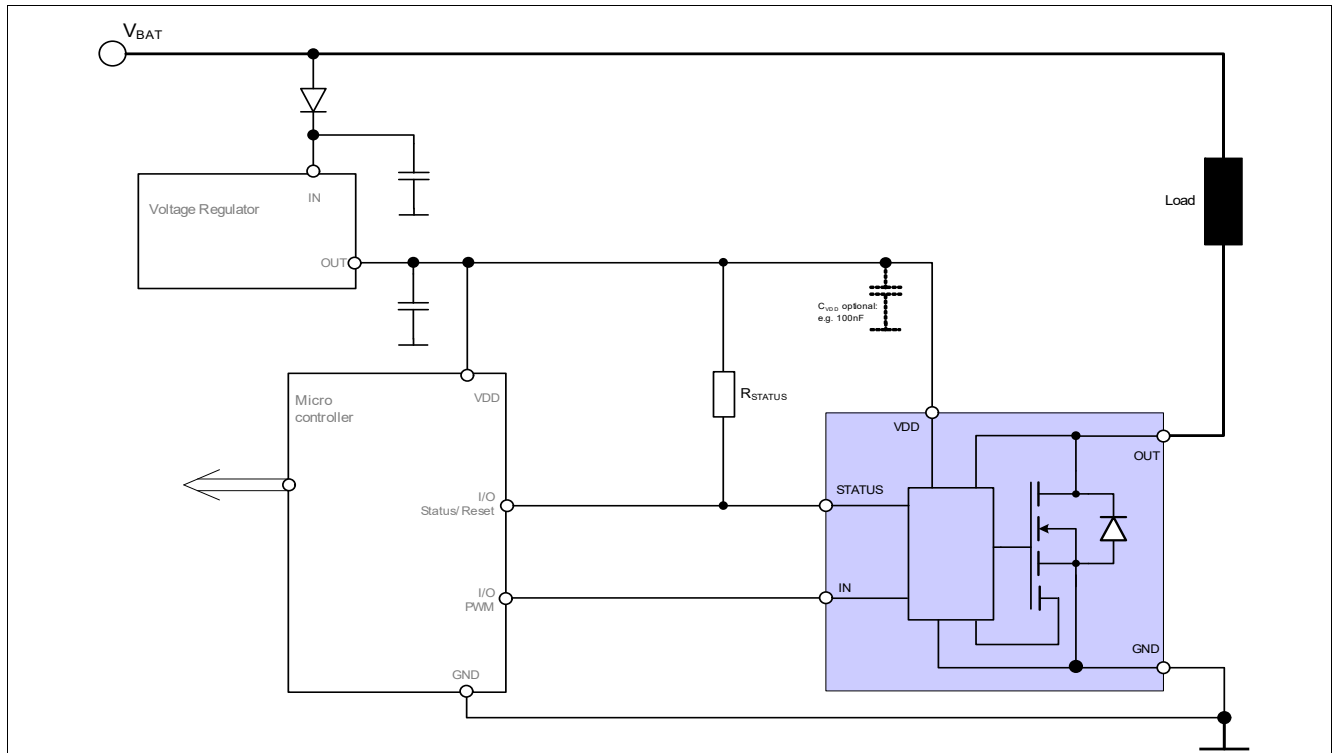 VBAT
IN
Voltage Regulator
OUT
Load
CVDD optional:
e.g. 100nF
Micro
controller
VDD
RSTATUS
VDD
OUT
I/O
Status/Reset
STATUS
I/O
PWM
IN
GND
GND